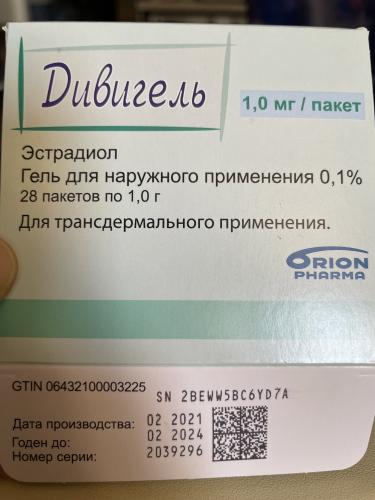 Дивигель
1,0 мг / пакет
Эстрадиол
Гель для наружного применения 0,1%
28 пакетов по 1,0 г
Для трансдермального применения.
ORION
PHARMA
GTIN 06432100003225
SN 2BEWW5BC6YD7A
Дата производства: 02 2021
Годен до: 02 2024
Номер серии: 2039296